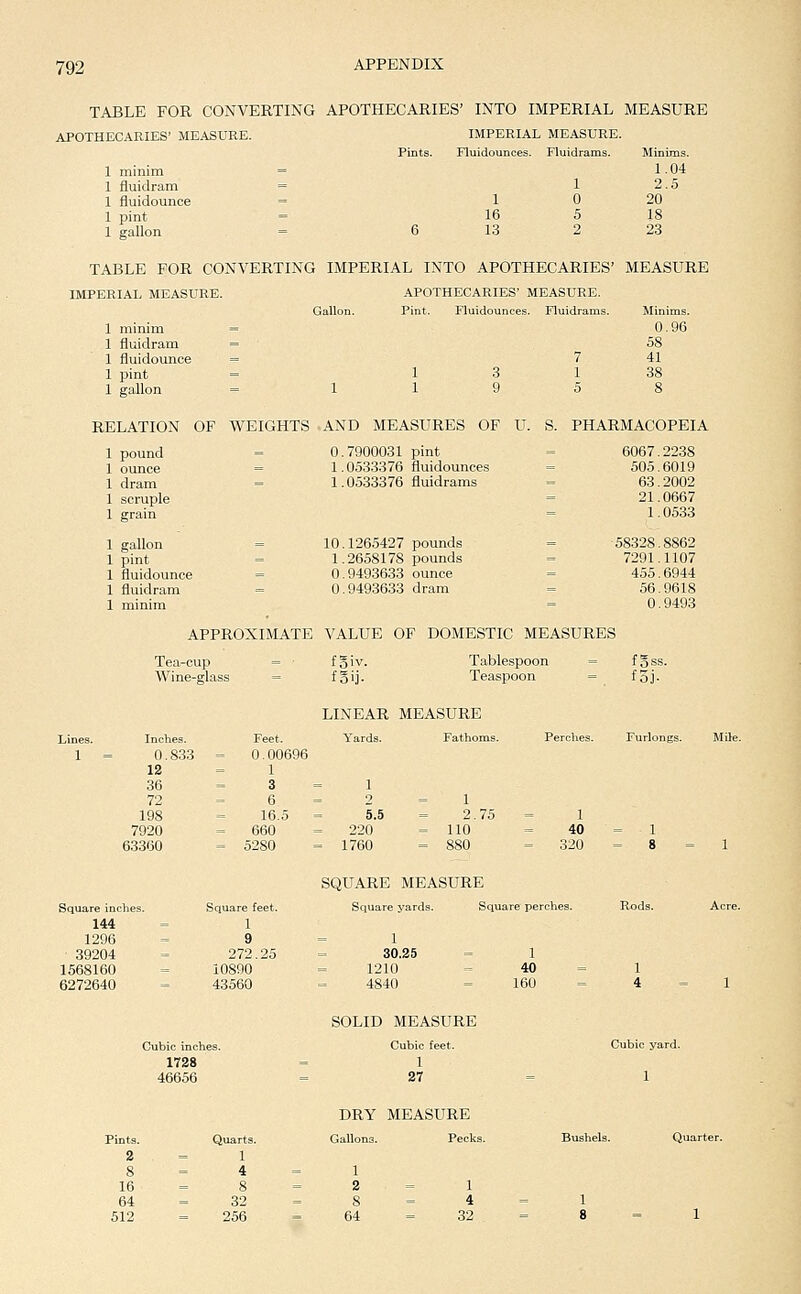 792 APPENDIX
TABLE FOR CONVERTING APOTHECARIES' INTO IMPERIAL MEASURE
APOTHECARIES' MEASURE. IMPERIAL MEASURE.
Pints. Fluidounces. Fluidrams. Minims.
1 minim = 1.04
1 fluidram = 1 2.5
1 fluidounce = 1 0 20
1 pint = 16 5 18
1 gallon = 6 13 2 23
TABLE FOR CONVERTING IMPERIAL INTO APOTHECARIES' MEASURE
IMPERIAL MEASURE. APOTHECARIES' MEASURE.
Gallon. Pint. Fluidounces. Fluidrams. Minims.
1 minim = 0.96
1 fluidram = 58
1 fluidounce = 7 41
1 pint = 1 3 1 38
1 gallon = 1 1 9 5 8
RELATION OF WEIGHTS AND MEASURES OF U. S. PHARMACOPEIA
1 pound = 0.7900031 pint = 6067.2238
1 ounce = 1.0533376 fluidounces = 505.6019
1 dram = 1.0533376 fluidrams = 63.2002
1 scruple = 21.0667
1 grain = 1.0533
1 gallon = 10.1265427 pounds = 58328.8862
1 pint = 1.2658178 pounds = 7291.1107
1 fluidounce = 0.9493633 ounce = 455.6944
1 fluidram = 0.9493633 dram = 56.9618
1 minim = 0.9493
APPROXIMATE VALUE OF DOMESTIC MEASURES
Tea-cup = f℥iv. Tablespoon = f℥ss.
Wine-glass = f℥ij. Teaspoon = fʒj.
LINEAR MEASURE
Lines. Inches. Feet. Yards. Fathoms. Perches. Furlongs. Mile.
1 = 0.833 = 0.00696
12 = 1
36 = 3 = 1
72 = 6 = 2 = 1
198 = 16.5 = 5.5 = 2.75 = 1
7920 = 660 = 220 = 110 = 40 = 1
63360 = 5280 = 1760 = 880 = 320 = 8 = 1
SQUARE MEASURE
Square inches. Square feet. Square yards. Square perches. Rods. Acre.
144 = 1
1296 = 9 = 1
39204 = 272.25 = 30.25 = 1
1568160 = 10890 = 1210 = 40 = 1
6272640 = 43560 = 4840 = 160 = 4 = 1
SOLID MEASURE
Cubic inches. Cubic feet. Cubic yard.
1728 = 1
46656 = 27 = 1
DRY MEASURE
Pints. Quarts. Gallons. Pecks. Bushels. Quarter.
2 = 1
8 = 4 = 1
16 = 8 = 2 = 1
64 = 32 = 8 = 4 = 1
512 = 256 = 64 = 32 = 8 = 1